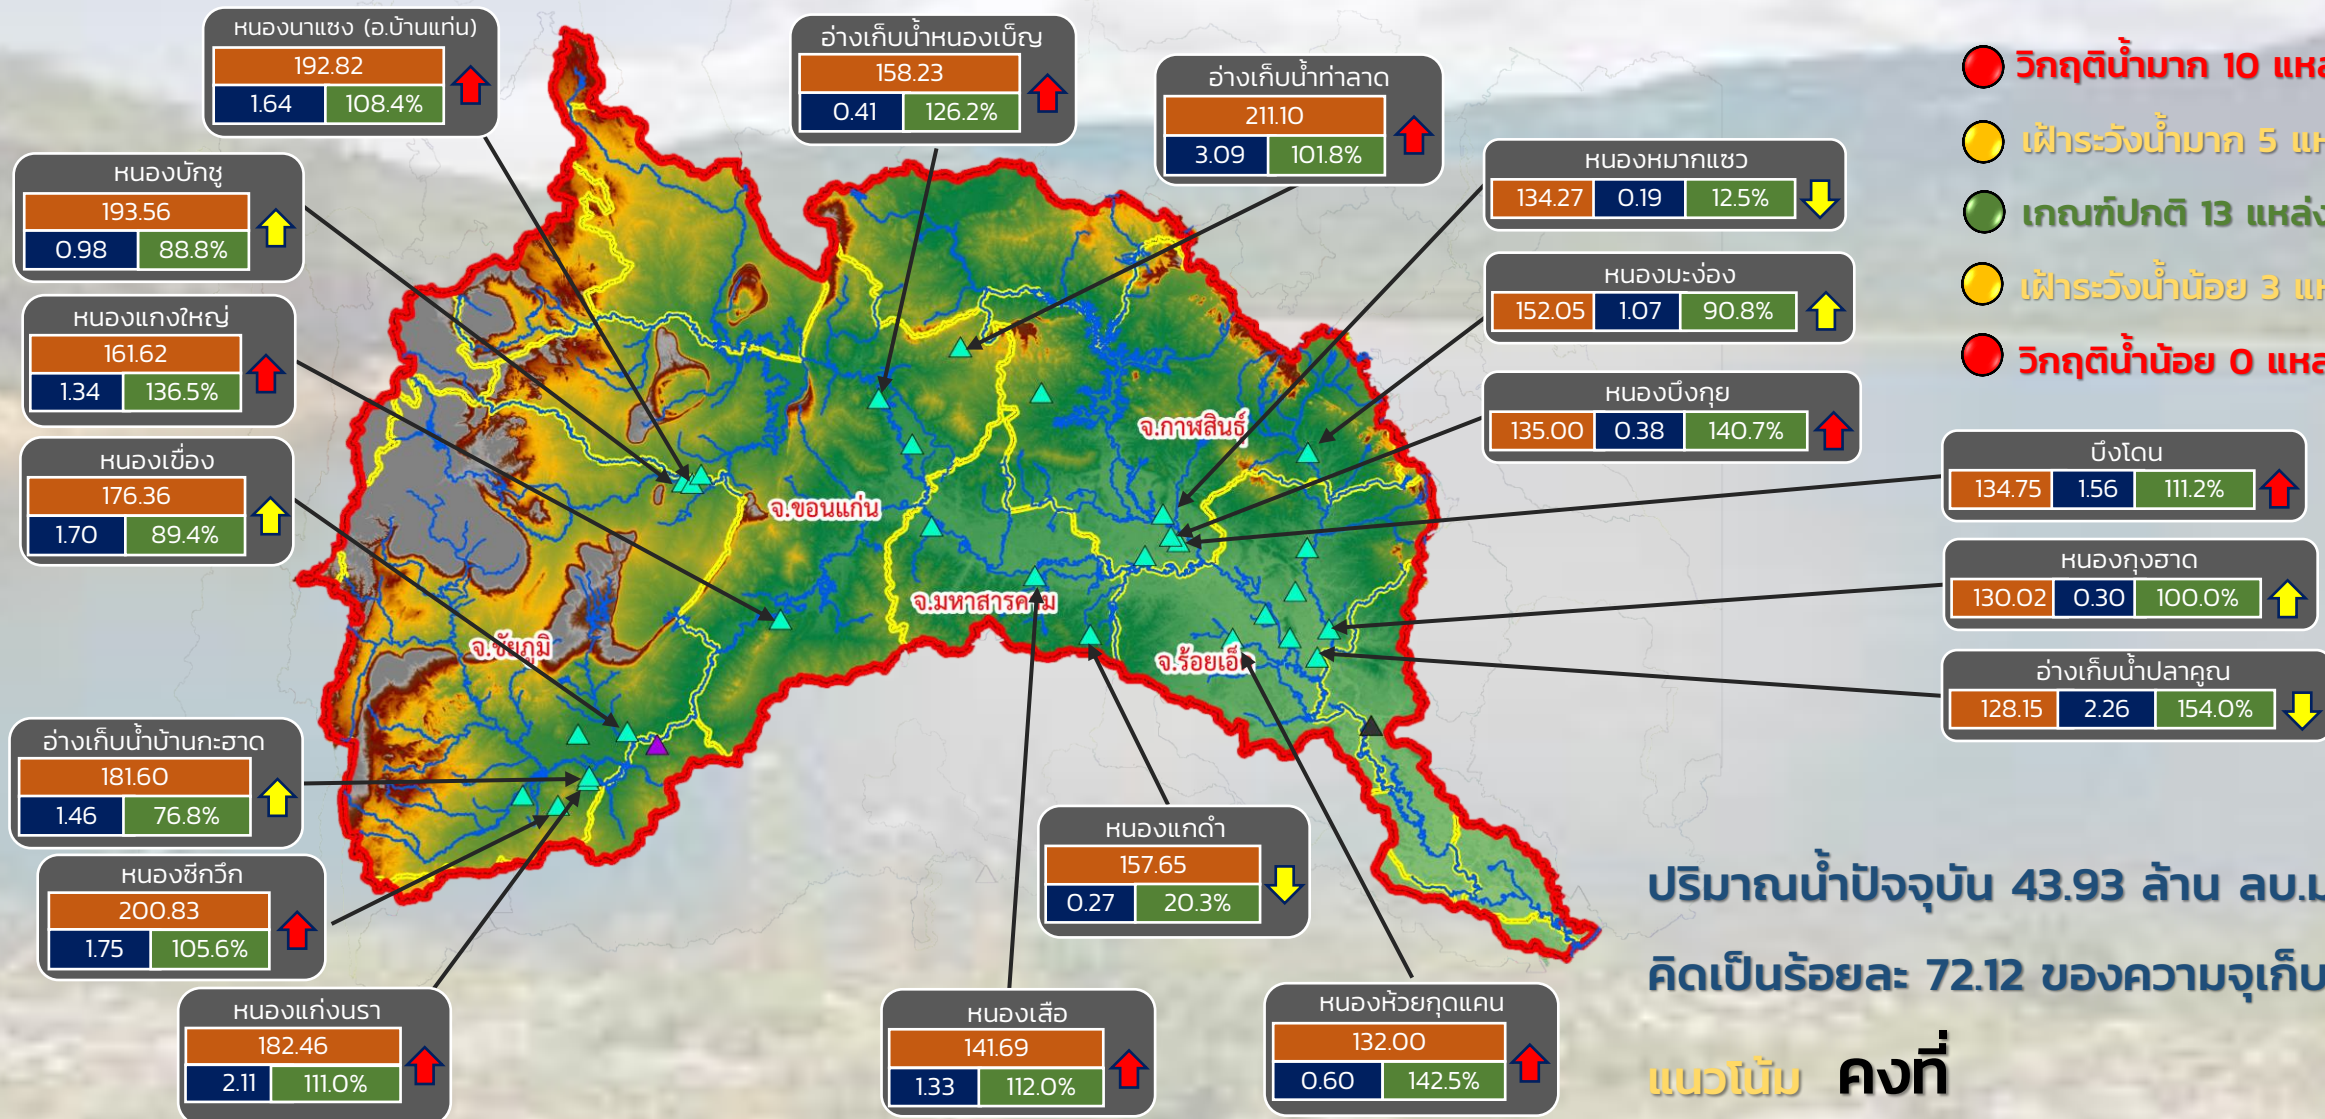 หนองนาแซง (อ.บ้านแท่น)
192.82
1.64 108.4%
อ่างเก็บน้ำหนองเบ็ญ
158.23
0.41 126.2%
อ่างเก็บน้ำท่าลาด
211.10
3.09 101.8%
หนองบักซู
193.56
0.98 88.8%
หนองแกงใหญ่
161.62
1.34 136.5%
หนองเขื่อง
176.36
1.70 89.4%
อ่างเก็บน้ำบ้านกะฮาด
181.60
1.46 76.8%
หนองซีกวึก
200.83
1.75 105.6%
หนองแก่งนรา
182.46
2.11 111.0%
หนองหมากแซว
134.27 0.19 12.5%
หนองมะง่อง
152.05 1.07 90.8%
หนองบึงกุย
135.00 0.38 140.7%
บึงโดน
134.75 1.56 111.2%
หนองกุงฮาด
130.02 0.30 100.0%
อ่างเก็บน้ำปลาคูณ
128.15 2.26 154.0%
หนองแกดำ
157.65
0.27 20.3%
หนองเสือ
141.69
1.33 112.0%
หนองห้วยกุดแคน
132.00
0.60 142.5%
จ.กาฬสินธุ์
จ.ขอนแก่น
จ.มหาสารคาม
จ.ชัยภูมิ
จ.ร้อยเอ็
วิกฤติน้ำมาก 10 แหล
เฝ้าระวังน้ำมาก 5 แห
เกณฑ์ปกติ 13 แหล่ง
เฝ้าระวังน้ำน้อย 3 แห
วิกฤติน้ำน้อย 0 แหล
ปริมาณน้ำปัจจุบัน 43.93 ล้าน ลบ.ม
คิดเป็นร้อยละ 72.12 ของความจุเก็บ
แนวโน้ม คงที่